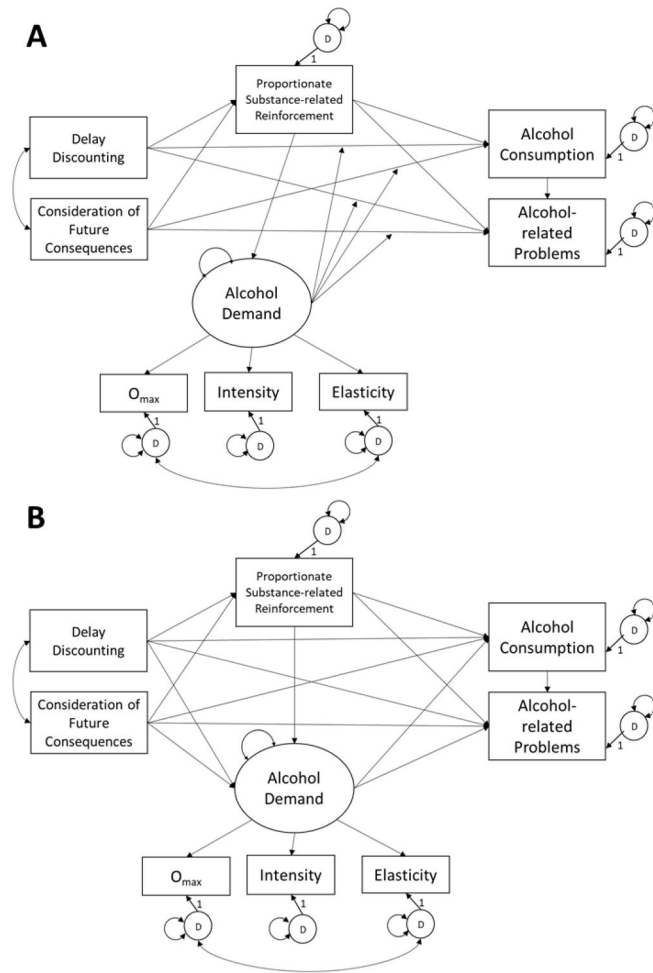 A
D
1
Proportionate
Substance-related
Reinforcement
Delay
Discounting
Alcohol
Consumption
D
1
Consideration of
Future
Consequences
Alcohol-
related
Problems
D
1
Alcohol
Demand
Omax
Intensity
Elasticity
1
1
1
D
D
D
B
D
1
Proportionate
Substance-related
Reinforcement
Delay
Discounting
Alcohol
Consumption
D
1
Consideration of
Future
Consequences
Alcohol-
related
Problems
D
1
Alcohol
Demand
Omax
Intensity
Elasticity
1
1
1
D
D
D